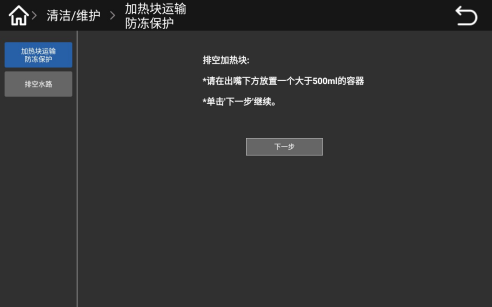 清洁/维护
加热块运输
防冻保护
加热块运输
防冻保护
排空水路
排空加热块:
*请在出嘴下方放置一个大于500ml的容器
*单击'下一步'继续。
下一步